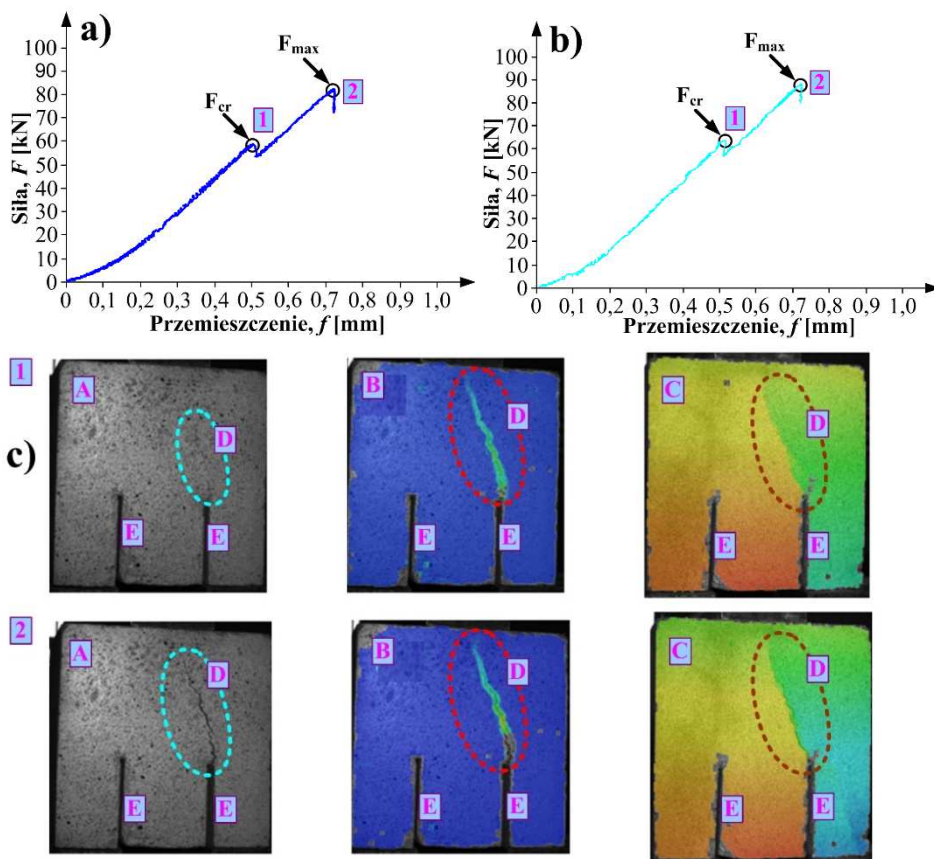 a)
Siła, F [kN]
100
90
80
70
60
50
40
30
20
10
0
Fcr
1
Fmax
2
0 0,1 0,2 0,3 0,4 0,5 0,6 0,7 0,8 0,9 1,0
Przemieszczenie, f [mm]
b)
Siła, F [kN]
100
90
80
70
60
50
40
30
20
10
0
Fcr
1
Fmax
2
0 0,1 0,2 0,3 0,4 0,5 0,6 0,7 0,8 0,9 1,0
Przemieszczenie, f [mm]
c)
1
A
D
E
E
B
D
E
E
C
D
E
E
2
A
D
E
E
B
D
E
E
C
D
E
E